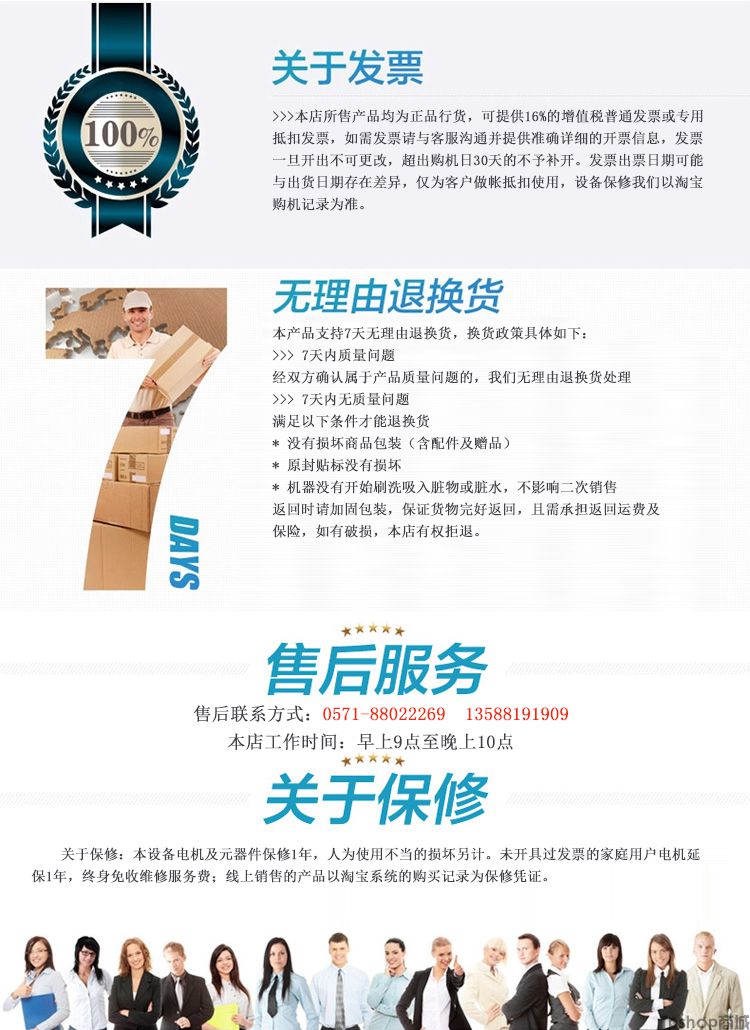 100%
关于发票
>>>本店所售产品均为正品行货，可提供16%的增值税普通发票或专用
抵扣发票，如需发票请与客服沟通并提供准确详细的开票信息，发票
一旦开出不可更改，超出购机日30天的不予补开。发票出票日期可能
与出货日期存在差异，仅为客户做帐抵扣使用，设备保修我们以淘宝
购机记录为准。
无理由退换货
本产品支持7天无理由退换货，换货政策具体如下：
>>> 7天内质量问题
经双方确认属于产品质量问题的，我们无理由退换货处理
>>> 7天内无质量问题
满足以下条件才能退换货
* 没有损坏商品包装（含配件及赠品）
* 原封贴标没有损坏
* 机器没有开始刷洗吸入脏物或脏水，不影响二次销售
返回时请加固包装，保证货物完好返回，且需承担返回运费及
保险，如有破损，本店有权拒退。
7
DAYS
售后服务
售后联系方式：0571-88022269 13588191909
本店工作时间：早上9点至晚上10点
关于保修
关于保修：本设备电机及元器件保修1年，人为使用不当的损坏另计。未开具过发票的家庭用户电机延
保1年，终身免收维修服务费；线上销售的产品以淘宝系统的购买记录为保修凭证。